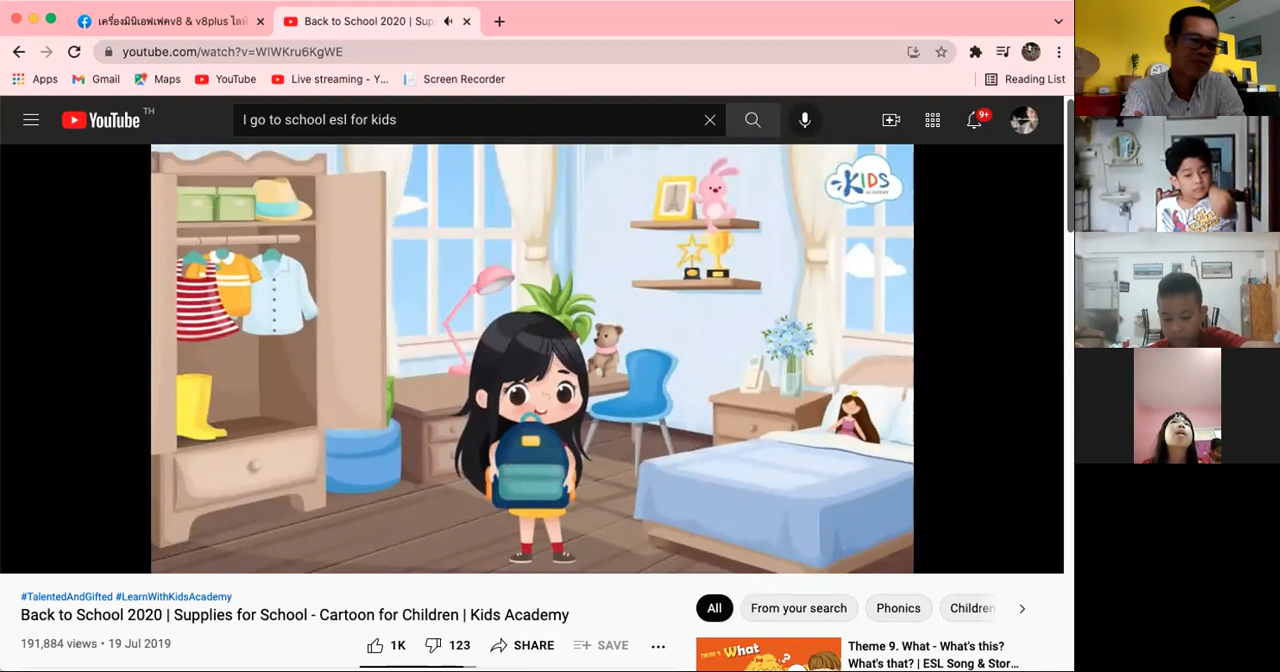 เครื่องมินิเอฟเฟคv8 & v8plus ไลฟ์
Back to School 2020 | Sup
youtube.com/watch?v=WIWKru6KgWE
Apps Gmail Maps YouTube Live streaming - Y... Screen Recorder Reading List
YouTube TH
I go to school esl for kids
9+
KIDS
ACADEMY
#TalentedAndGifted #LearnWithKidsAcademy
Back to School 2020 | Supplies for School - Cartoon for Children | Kids Academy
191,884 views • 19 Jul 2019
1K 123 SHARE SAVE
All From your search Phonics Children
THEME 9. What
Theme 9. What - What's this?
What's that? | ESL Song & Stor...